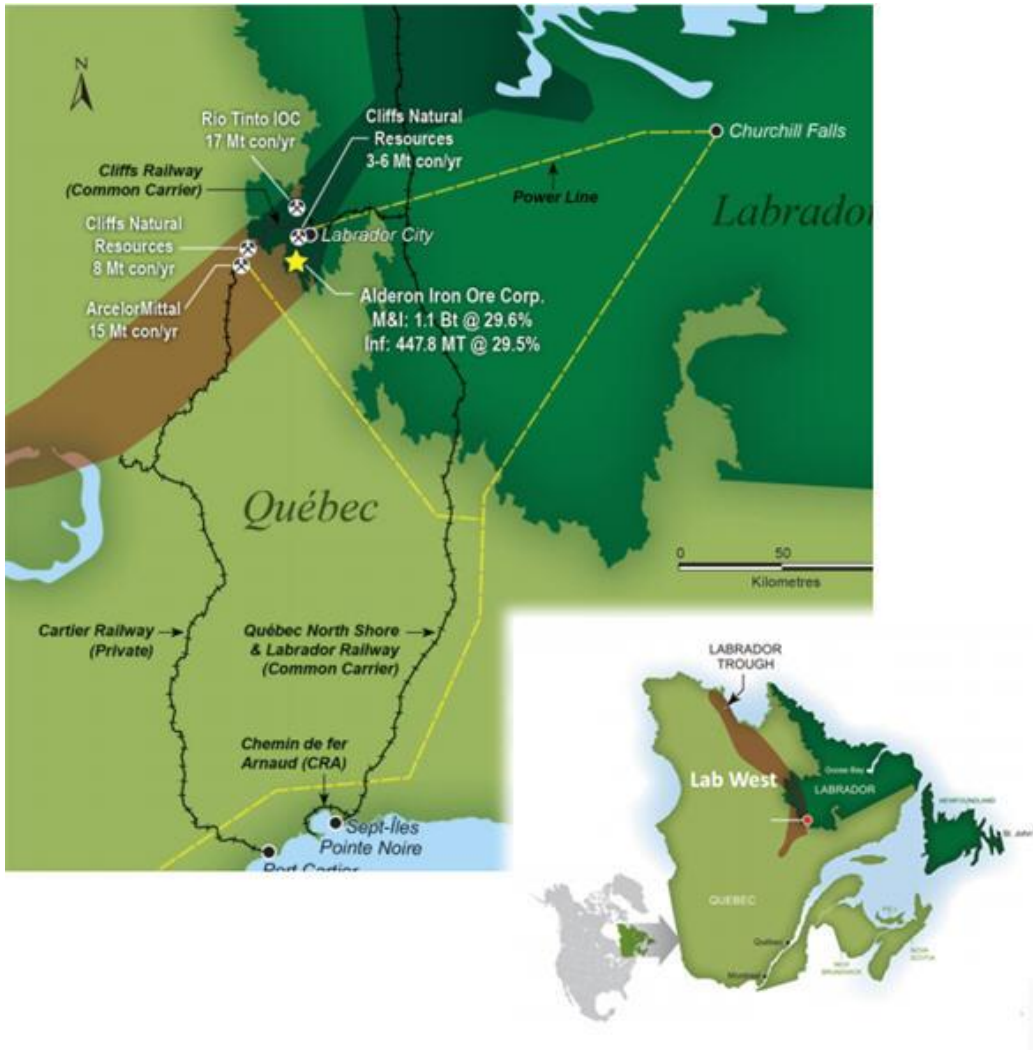 N
Rio Tinto IOC
17 Mt con/yr
Cliffs Natural
Resources
3-6 Mt con/yr
Churchill Falls
Cliffs Railway
(Common Carrier)
Power Line
Labrador
Cliffs Natural
Resources
8 Mt con/yr
Labrador City
ArcelorMittal
15 Mt con/yr
Alderon Iron Ore Corp.
M&I: 1.1 Bt @ 29.6%
Inf: 447.8 MT @ 29.5%
Québec
0 50
Kilometres
Cartier Railway
(Private)
Québec North Shore
& Labrador Railway
(Common Carrier)
Chemin de fer
Arnaud (CRA)
Sept-Îles
Pointe Noire
Port Cartier
LABRADOR
TROUGH
Lab West
Goose Bay
LABRADOR
NEWFOUNDLAND
St. John
QUEBEC
PEI
Québec
NOVA
SCOTIA
NEW
BRUNSWICK
Montreal